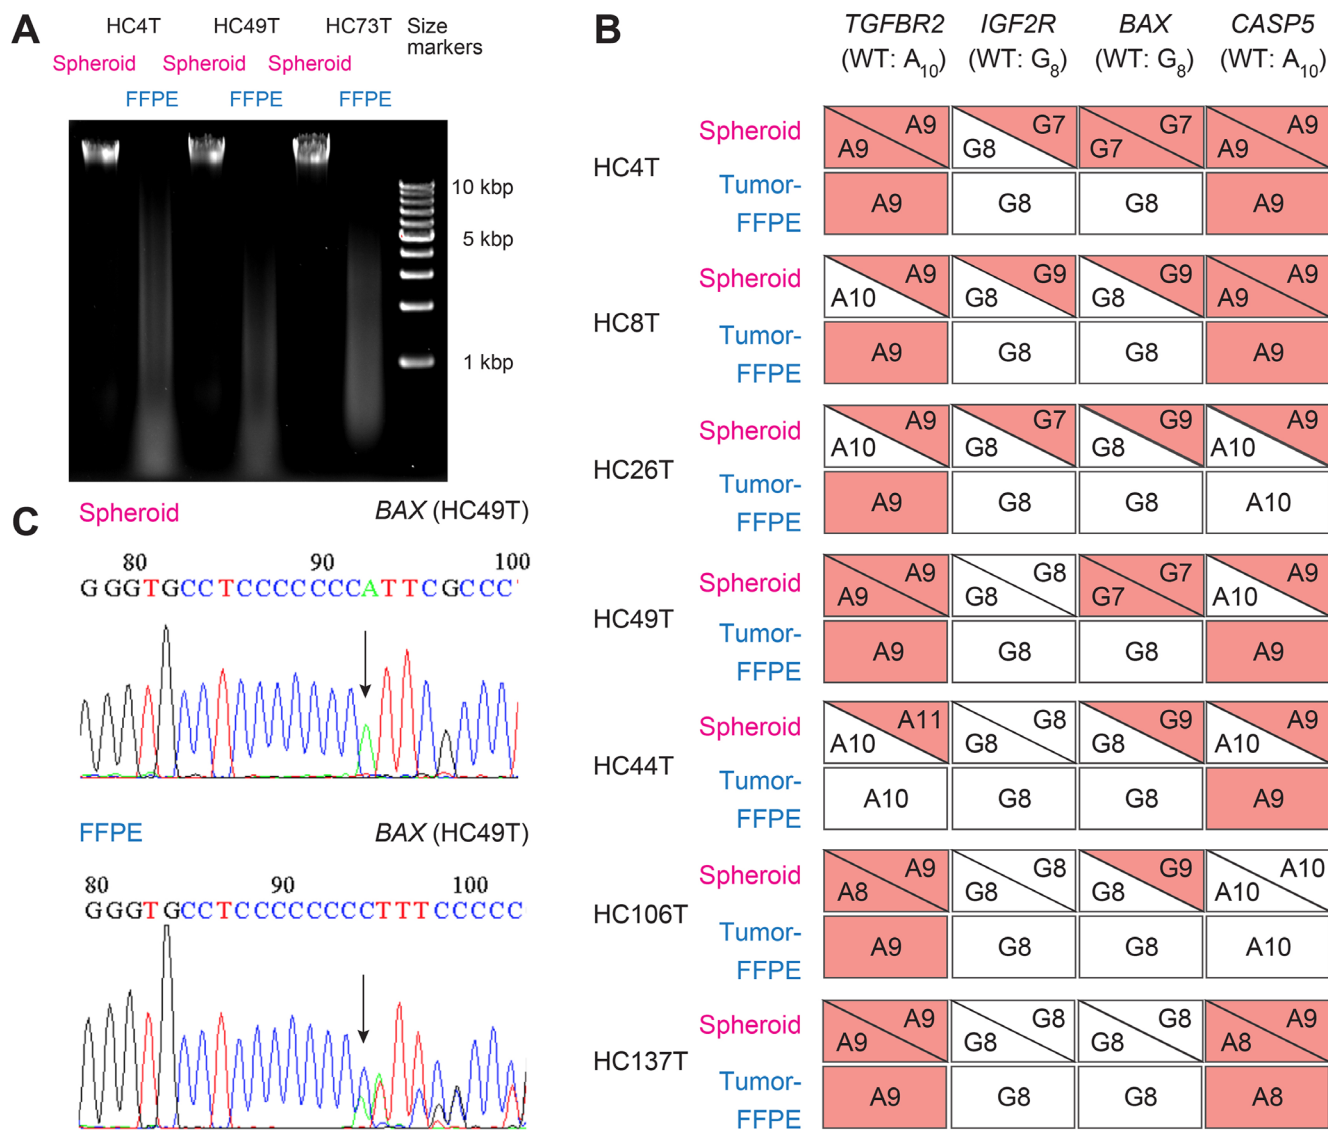 A
HC4T HC49T HC73T Size markers
Spheroid Spheroid Spheroid
FFPE FFPE FFPE
10 kbp
5 kbp
1 kbp
B
TGFBR2 IGF2R BAX CASP5
(WT: A10) (WT: G8) (WT: G8) (WT: A10)
HC4T
Spheroid A9 A9 G8 G7 G7 G7 A9 A9
Tumor-FFPE A9 G8 G8 A9
HC8T
Spheroid A10 A9 G8 G9 G8 G9 A9 A9
Tumor-FFPE A9 G8 G8 A9
HC26T
Spheroid A10 A9 G8 G7 G8 G9 A10 A9
Tumor-FFPE A9 G8 G8 A10
HC49T
Spheroid A9 A9 G8 G8 G7 G7 A10 A9
Tumor-FFPE A9 G8 G8 A9
HC44T
Spheroid A10 A11 G8 G8 G8 G9 A10 A9
Tumor-FFPE A10 G8 G8 A9
HC106T
Spheroid A8 A9 G8 G8 G8 G9 A10 A10
Tumor-FFPE A9 G8 G8 A10
HC137T
Spheroid A9 A9 G8 G8 G8 G8 A8 A9
Tumor-FFPE A9 G8 G8 A8
C
Spheroid BAX (HC49T)
80 90 100
GGGTGCCTCCCCCCCATTCGCCC
FFPE BAX (HC49T)
80 90 100
GGGTGCCTCCCCCCCCTTTCCCCC